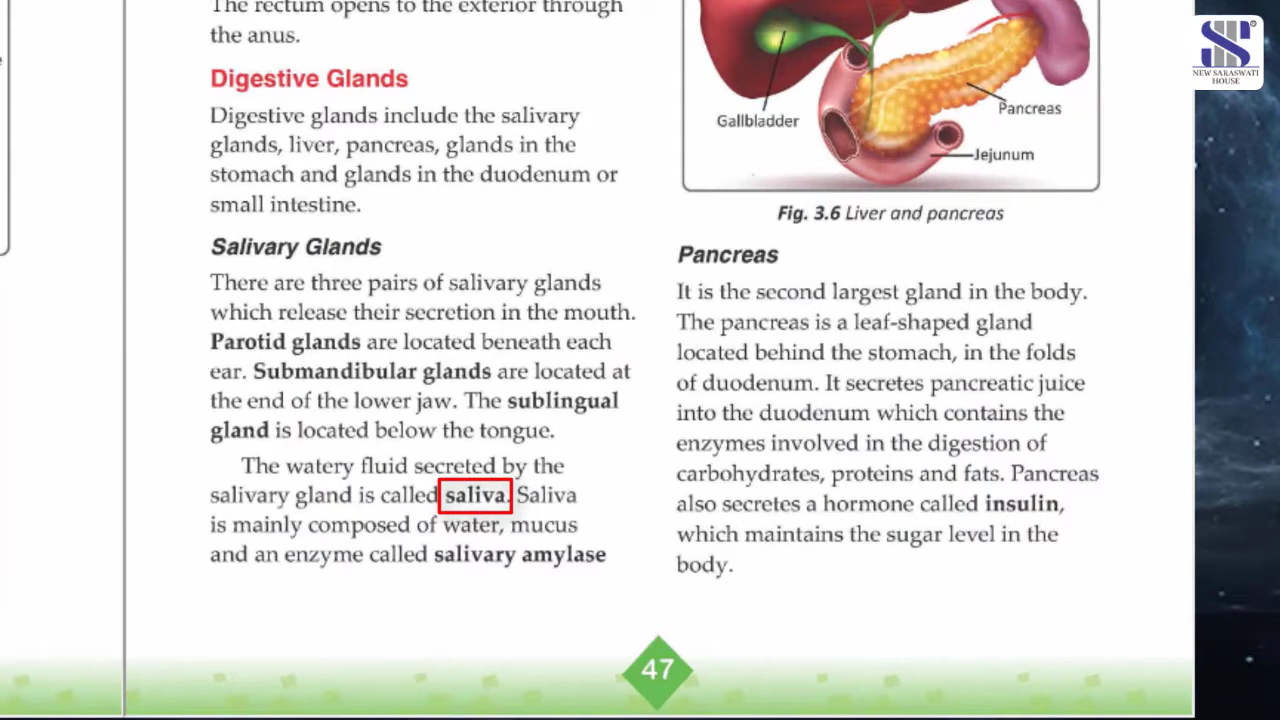 The rectum opens to the exterior through
the anus.
Digestive Glands
Digestive glands include the salivary
glands, liver, pancreas, glands in the
stomach and glands in the duodenum or
small intestine.
Salivary Glands
There are three pairs of salivary glands
which release their secretion in the mouth.
Parotid glands are located beneath each
ear. Submandibular glands are located at
the end of the lower jaw. The sublingual
gland is located below the tongue.
The watery fluid secreted by the
salivary gland is called saliva. Saliva
is mainly composed of water, mucus
and an enzyme called salivary amylase
Gallbladder
Pancreas
Jejunum
Fig. 3.6 Liver and pancreas
Pancreas
It is the second largest gland in the body.
The pancreas is a leaf-shaped gland
located behind the stomach, in the folds
of duodenum. It secretes pancreatic juice
into the duodenum which contains the
enzymes involved in the digestion of
carbohydrates, proteins and fats. Pancreas
also secretes a hormone called insulin,
which maintains the sugar level in the
body.
47
NEW SARASWATI
HOUSE